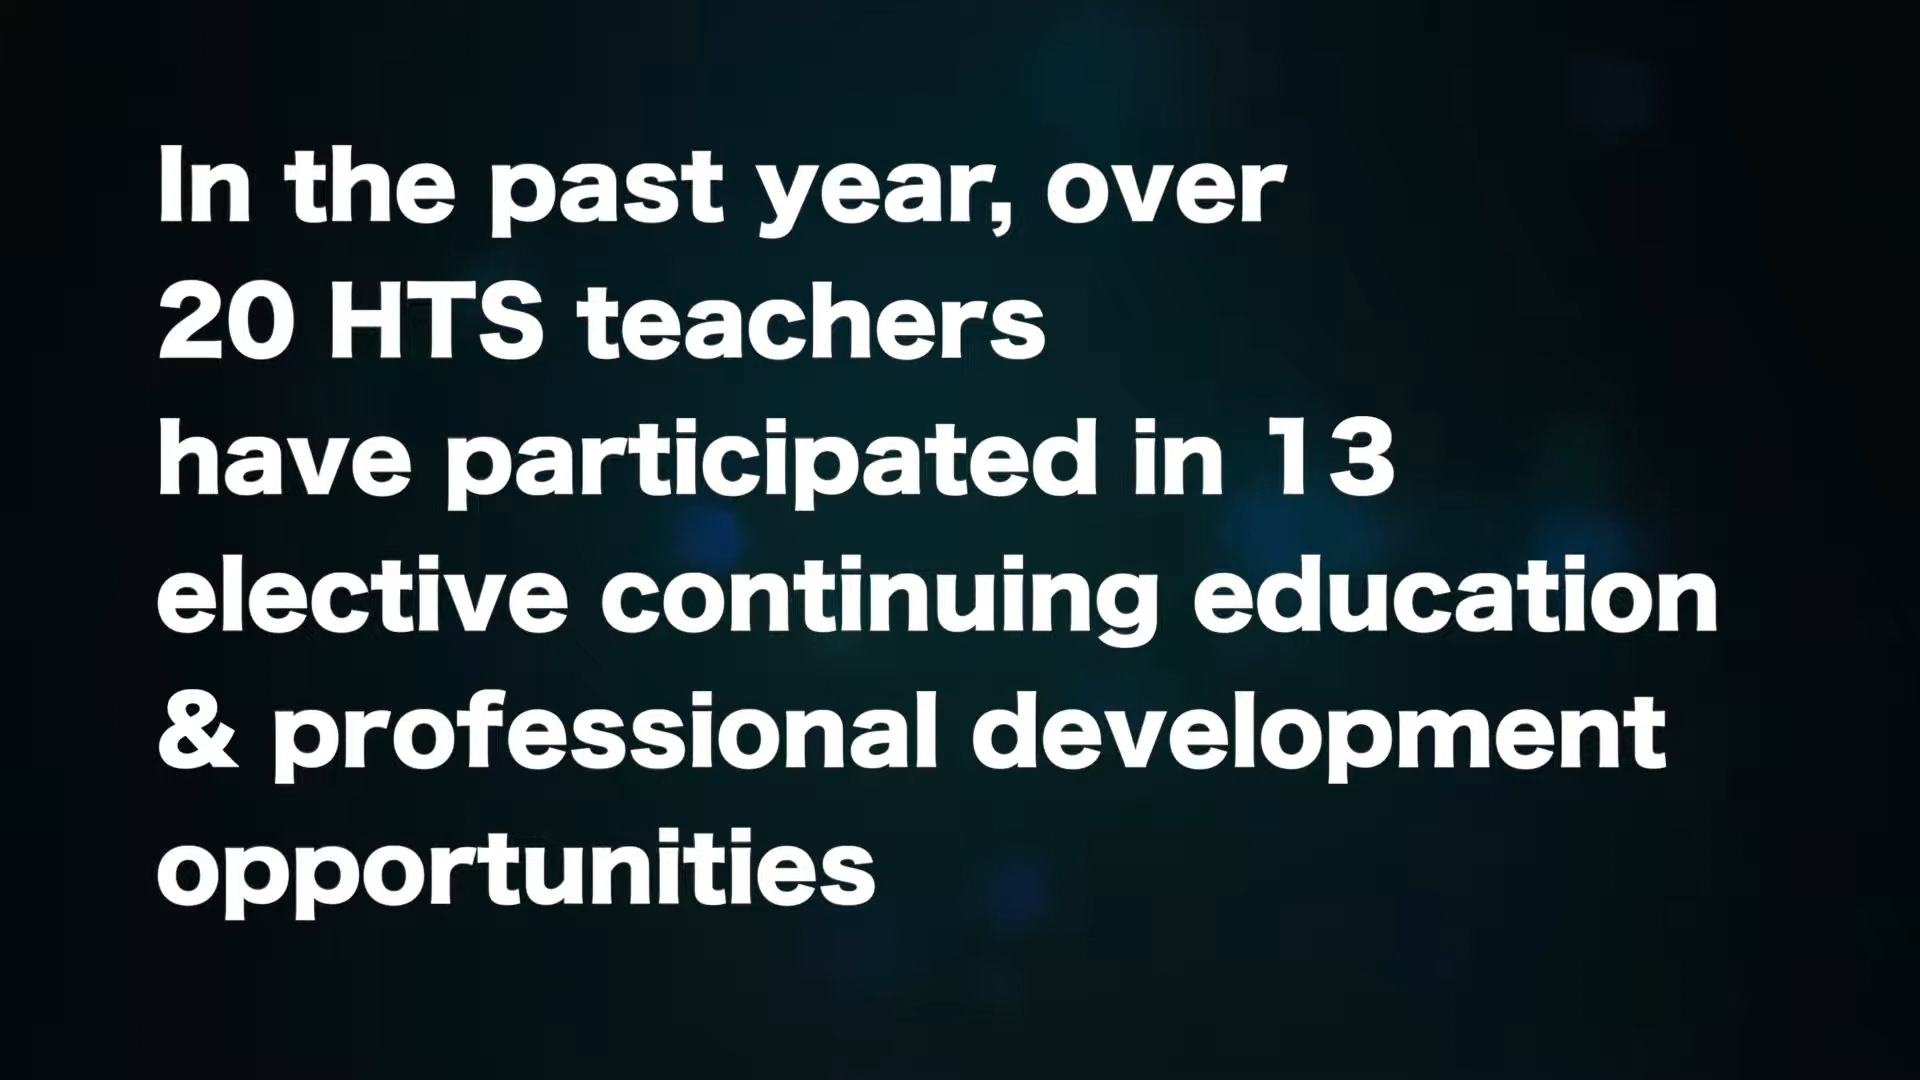 In the past year, over
20 HTS teachers
have participated in 13
elective continuing education
& professional development
opportunities